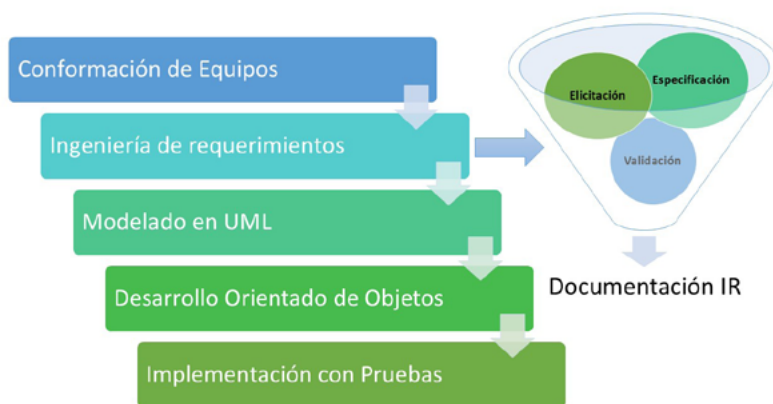 Conformación de Equipos
Ingeniería de requerimientos
Modelado en UML
Desarrollo Orientado de Objetos
Implementación con Pruebas
Elicitación
Especificación
Validación
Documentación IR